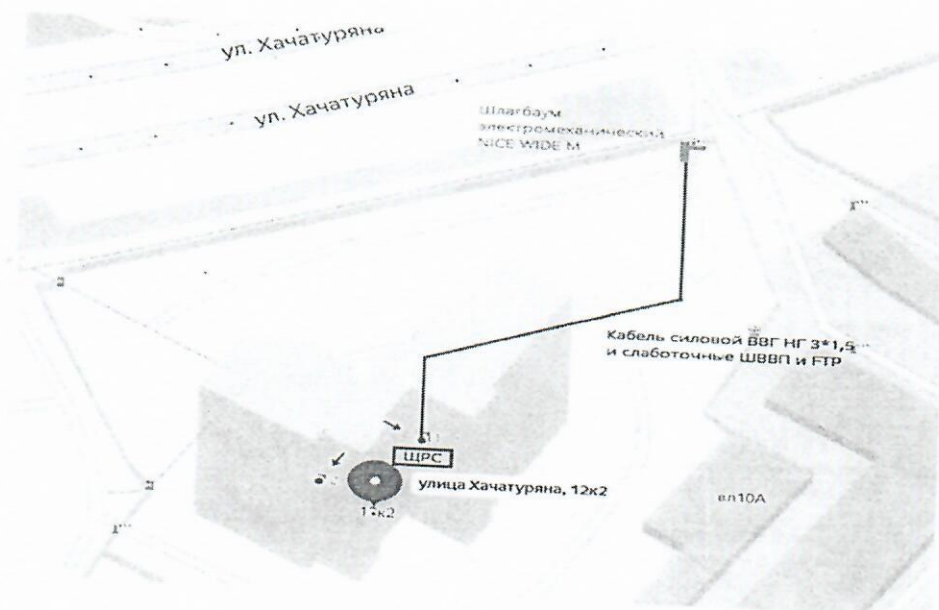 ул. Хачатуряна
ул. Хачатуряна
Шлагбаум
электромеханический
NICE WIDE M
Кабель силовой ВВГ НГ 3*1,5
и слаботочные ШВВП и FTP
ЩРС
улица Хачатуряна, 12к2
вл10А